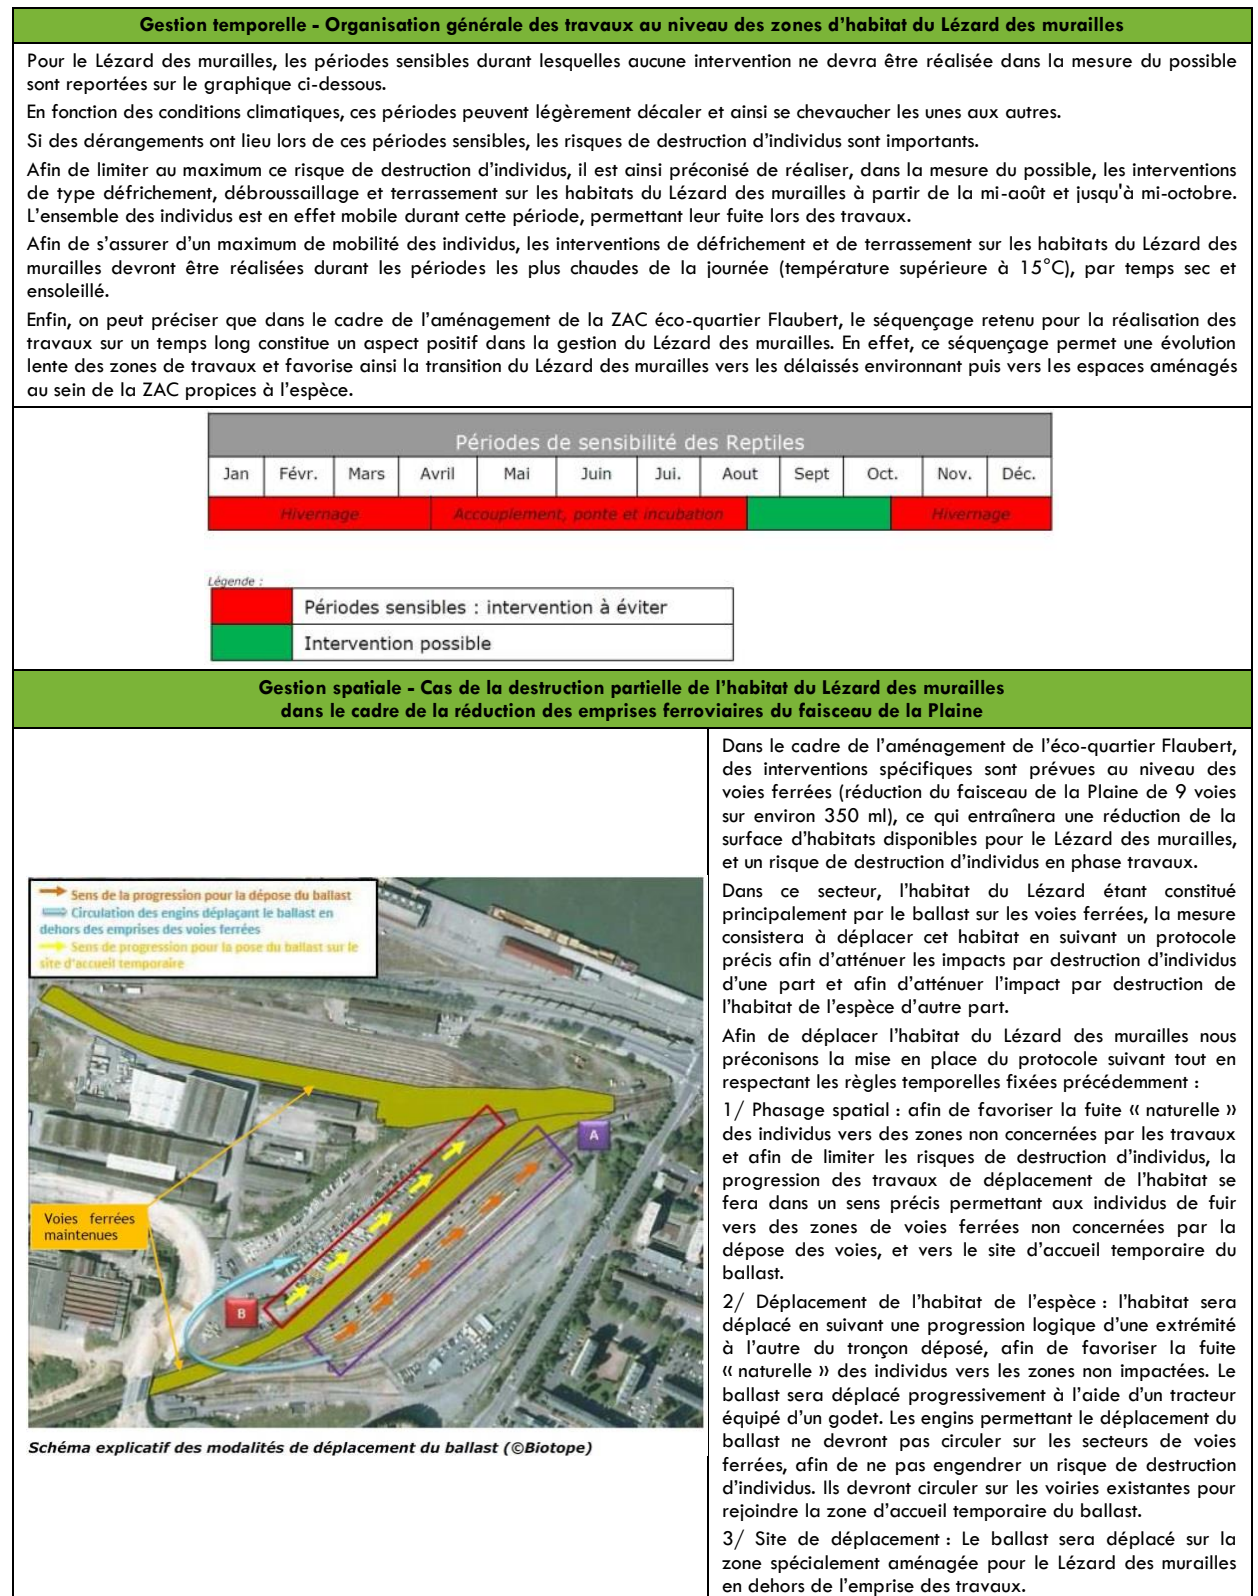 Gestion temporelle - Organisation générale des travaux au niveau des zones d'habitat du Lézard des murailles
Pour le Lézard des murailles, les périodes sensibles durant lesquelles aucune intervention ne devra être réalisée dans la mesure du possible
sont reportées sur le graphique ci-dessous.
En fonction des conditions climatiques, ces périodes peuvent légèrement décaler et ainsi se chevaucher les unes aux autres.
Si des dérangements ont lieu lors de ces périodes sensibles, les risques de destruction d'individus sont importants.
Afin de limiter au maximum ce risque de destruction d'individus, il est ainsi préconisé de réaliser, dans la mesure du possible, les interventions
de type défrichement, débroussaillage et terrassement sur les habitats du Lézard des murailles à partir de la mi-août et jusqu'à mi-octobre.
L'ensemble des individus est en effet mobile durant cette période, permettant leur fuite lors des travaux.
Afin de s'assurer d'un maximum de mobilité des individus, les interventions de défrichement et de terrassement sur les habitats du Lézard des
murailles devront être réalisées durant les périodes les plus chaudes de la journée (température supérieure à 15°C), par temps sec et
ensoleillé.
Enfin, on peut préciser que dans le cadre de l'aménagement de la ZAC éco-quartier Flaubert, le séquençage retenu pour la réalisation des
travaux sur un temps long constitue un aspect positif dans la gestion du Lézard des murailles. En effet, ce séquençage permet une évolution
lente des zones de travaux et favorise ainsi la transition du Lézard des murailles vers les délaissés environnant puis vers les espaces aménagés
au sein de la ZAC propices à l'espèce.
Périodes de sensibilité des Reptiles
Jan Févr. Mars Avril Mai Juin Jui. Aout Sept Oct. Nov. Déc.
Hivernage Accouplement, ponte et incubation Hivernage
Légende :
Périodes sensibles : intervention à éviter
Intervention possible
Gestion spatiale - Cas de la destruction partielle de l'habitat du Lézard des murailles
dans le cadre de la réduction des emprises ferroviaires du faisceau de la Plaine
Sens de la progression pour la dépose du ballast
Circulation des engins déplaçant le ballast en
dehors des emprises des voies ferrées
Sens de progression pour la pose du ballast sur le
site d'accueil temporaire
A
Voies ferrées
maintenues
B
Schéma explicatif des modalités de déplacement du ballast (©Biotope)
Dans le cadre de l'aménagement de l'éco-quartier Flaubert,
des interventions spécifiques sont prévues au niveau des
voies ferrées (réduction du faisceau de la Plaine de 9 voies
sur environ 350 ml), ce qui entraînera une réduction de la
surface d'habitats disponibles pour le Lézard des murailles,
et un risque de destruction d'individus en phase travaux.
Dans ce secteur, l'habitat du Lézard étant constitué
principalement par le ballast sur les voies ferrées, la mesure
consistera à déplacer cet habitat en suivant un protocole
précis afin d'atténuer les impacts par destruction d'individus
d'une part et afin d'atténuer l'impact par destruction de
l'habitat de l'espèce d'autre part.
Afin de déplacer l'habitat du Lézard des murailles nous
préconisons la mise en place du protocole suivant tout en
respectant les règles temporelles fixées précédemment :
1/ Phasage spatial : afin de favoriser la fuite « naturelle »
des individus vers des zones non concernées par les travaux
et afin de limiter les risques de destruction d'individus, la
progression des travaux de déplacement de l'habitat se
fera dans un sens précis permettant aux individus de fuir
vers des zones de voies ferrées non concernées par la
dépose des voies, et vers le site d'accueil temporaire du
ballast.
2/ Déplacement de l'habitat de l'espèce : l'habitat sera
déplacé en suivant une progression logique d'une extrémité
à l'autre du tronçon déposé, afin de favoriser la fuite
« naturelle » des individus vers les zones non impactées. Le
ballast sera déplacé progressivement à l'aide d'un tracteur
équipé d'un godet. Les engins permettant le déplacement du
ballast ne devront pas circuler sur les secteurs de voies
ferrées, afin de ne pas engendrer un risque de destruction
d'individus. Ils devront circuler sur les voiries existantes pour
rejoindre la zone d'accueil temporaire du ballast.
3/ Site de déplacement : Le ballast sera déplacé sur la
zone spécialement aménagée pour le Lézard des murailles
en dehors de l'emprise des travaux.